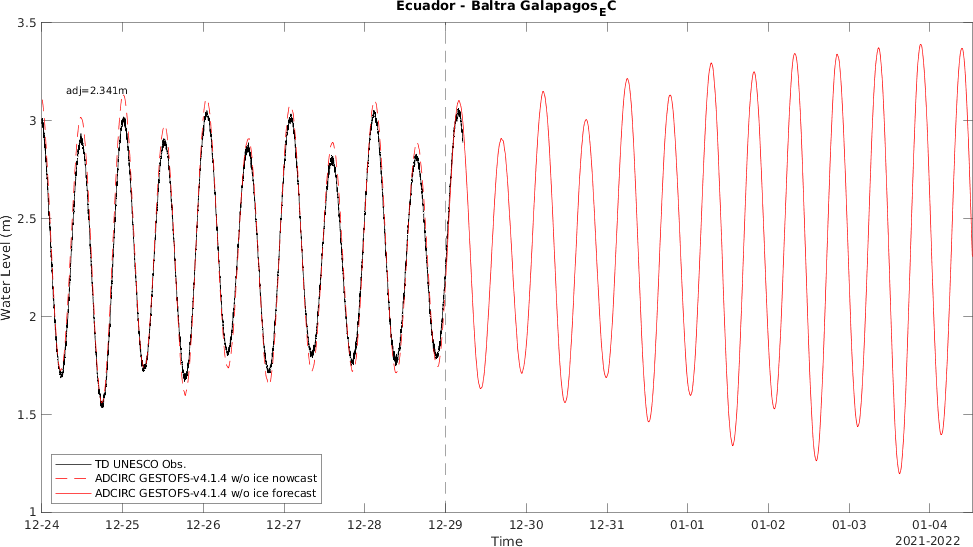 Ecuador - Baltra Galapagos_EC
adj=2.341m
3.5
3
2.5
2
1.5
1
Water Level (m)
TD UNESCO Obs.
ADCIRC GESTOFS-v4.1.4 w/o ice nowcast
ADCIRC GESTOFS-v4.1.4 w/o ice forecast
12-24 12-25 12-26 12-27 12-28 12-29 12-30 12-31 01-01 01-02 01-03 01-04
Time
2021-2022